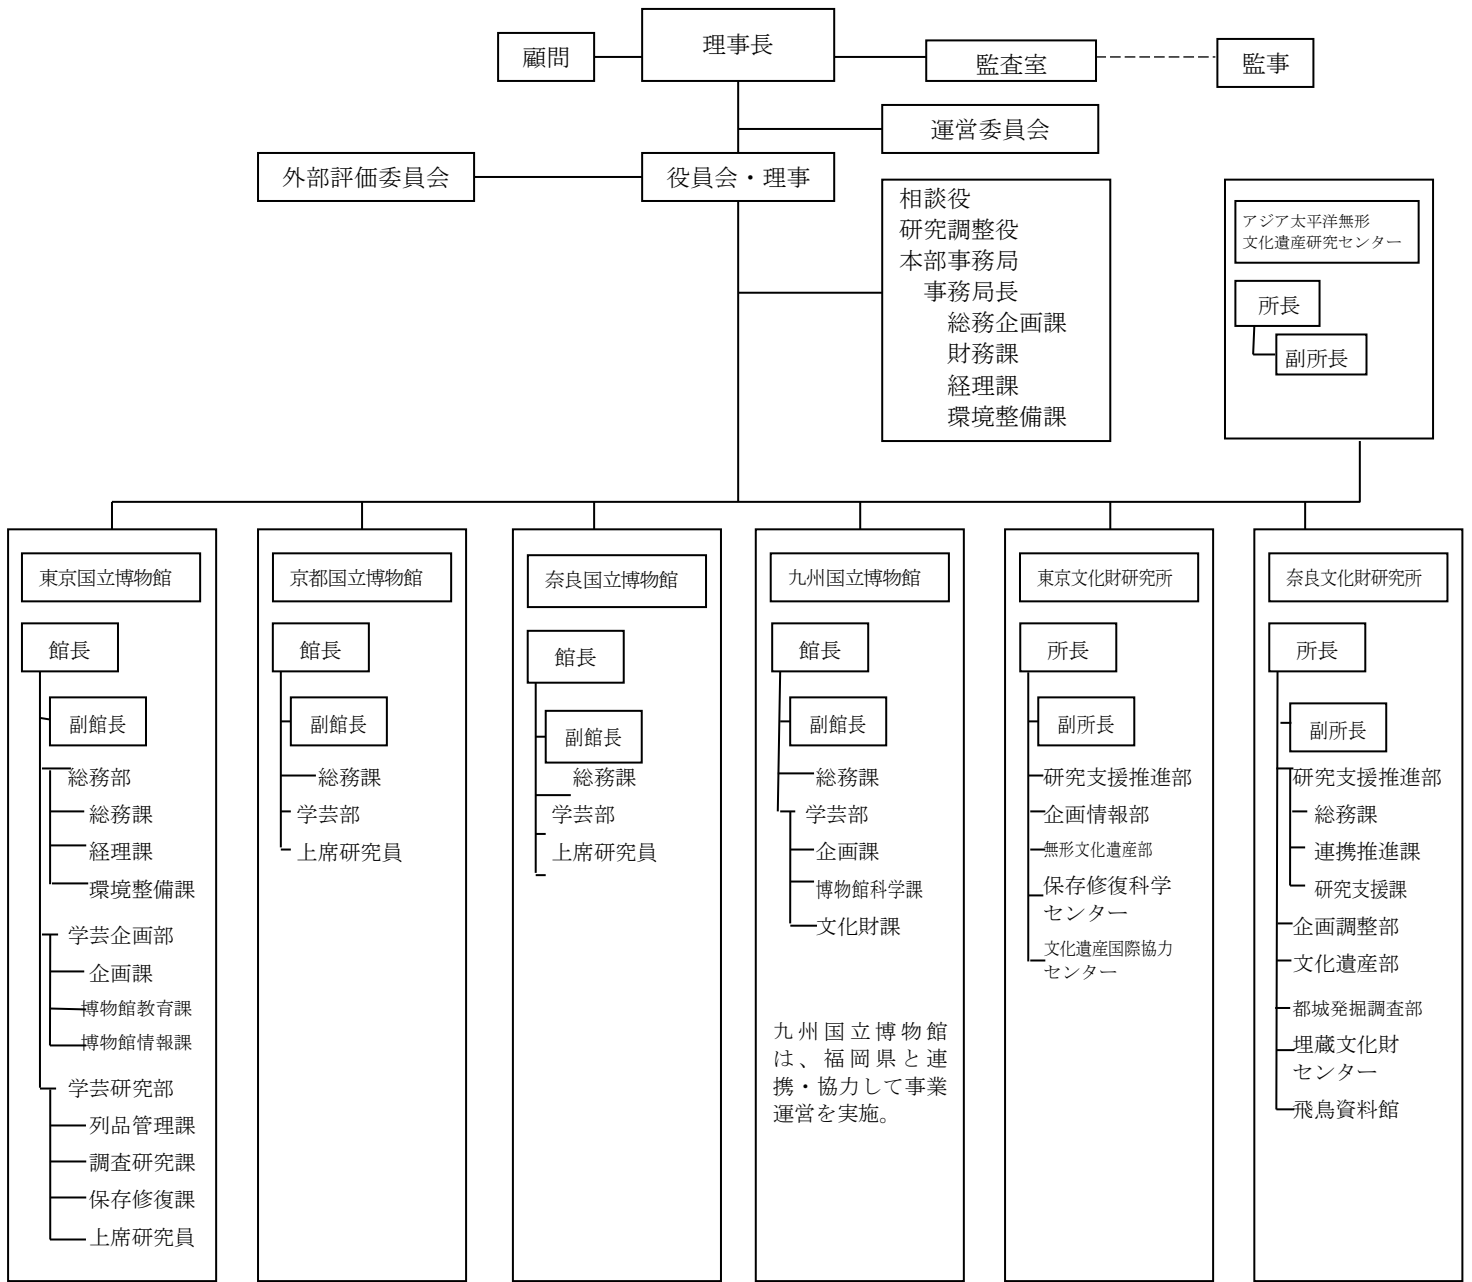 顧問
理事長
監査室
監事
運営委員会
外部評価委員会
役員会・理事
相談役
研究調整役
本部事務局
事務局長
総務企画課
財務課
経理課
環境整備課
アジア太平洋無形
文化遺産研究センター
所長
副所長
東京国立博物館
館長
副館長
総務部
総務課
経理課
環境整備課
学芸企画部
企画課
博物館教育課
博物館情報課
学芸研究部
列品管理課
調査研究課
保存修復課
上席研究員
京都国立博物館
館長
副館長
総務課
学芸部
上席研究員
奈良国立博物館
館長
副館長
総務課
学芸部
上席研究員
九州国立博物館
館長
副館長
総務課
学芸部
企画課
博物館科学課
文化財課
九州国立博物館
は、福岡県と連
携・協力して事業
運営を実施。
東京文化財研究所
所長
副所長
研究支援推進部
企画情報部
無形文化遺産部
保存修復科学
センター
文化遺産国際協力
センター
奈良文化財研究所
所長
副所長
研究支援推進部
総務課
連携推進課
研究支援課
企画調整部
文化遺産部
都城発掘調査部
埋蔵文化財
センター
飛鳥資料館